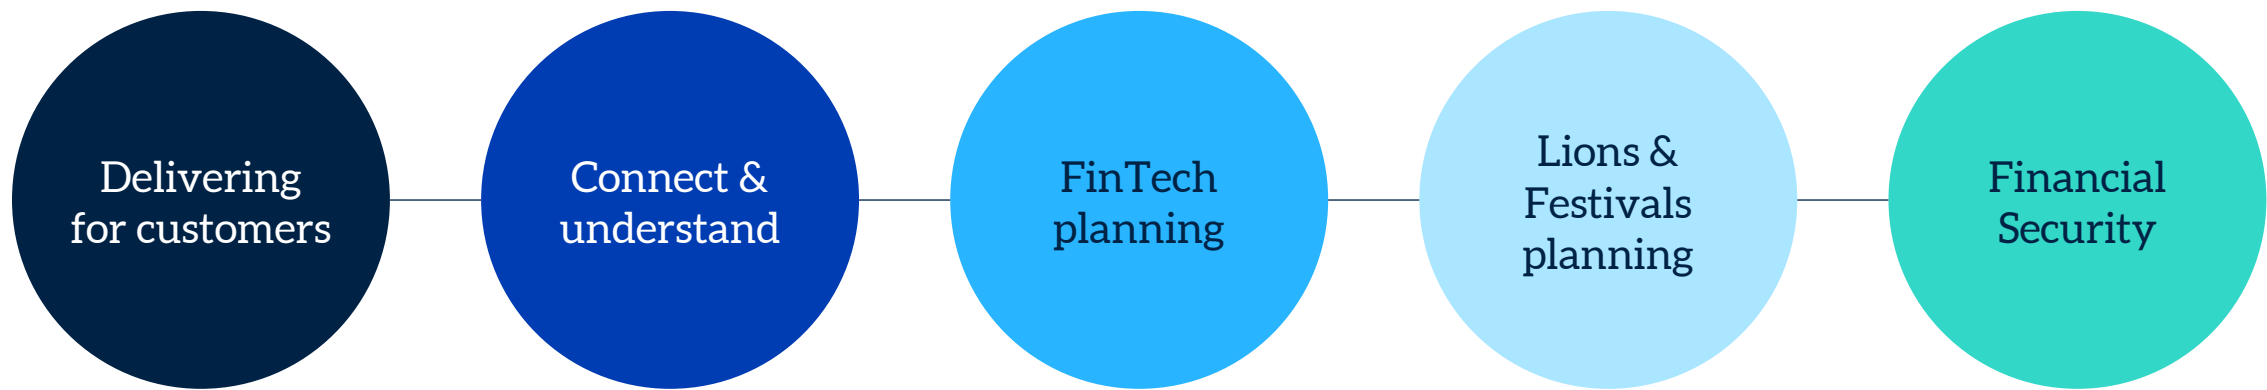 Delivering
for customers
Connect &
understand
FinTech
planning
Lions &
Festivals
planning
Financial
Security